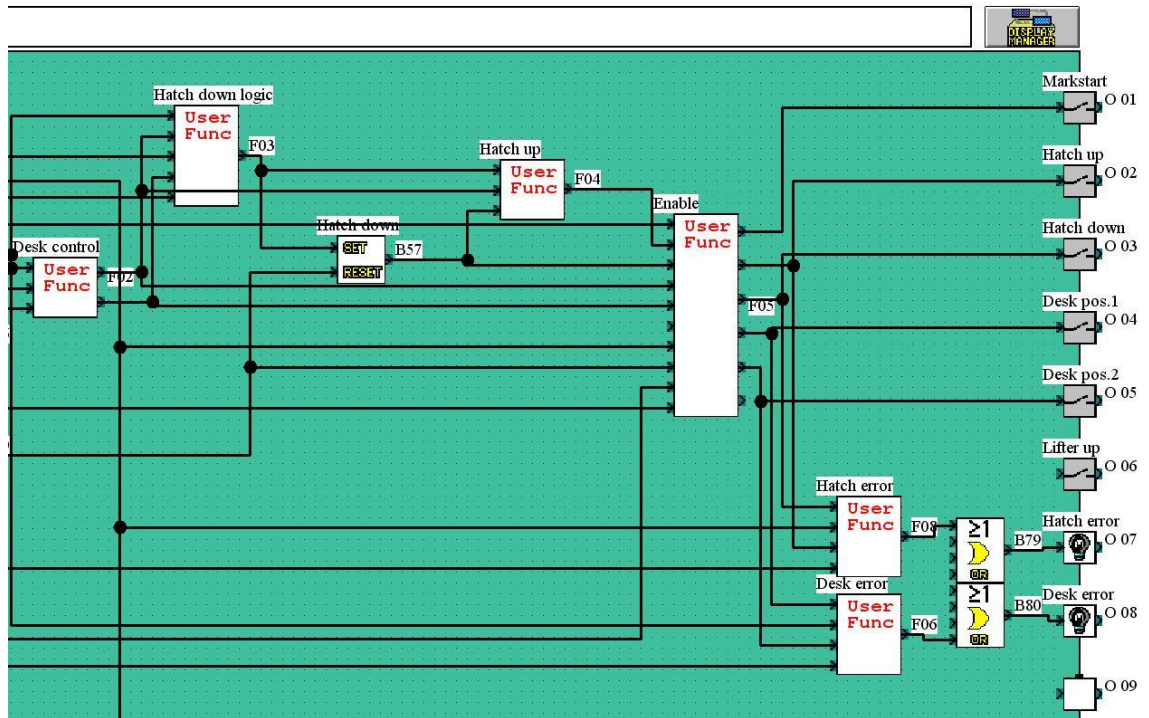 DISPLAY
MANAGER
Markstart
O 01
Hatch down logic
User
Func
F03
Hatch up
User
Func
F04
Hatch up
O 02
Enable
User
Func
F05
Hatch down
SET
RESET
B57
Hatch down
O 03
Desk control
User
Func
F02
Desk pos.1
O 04
Desk pos.2
O 05
Lifter up
O 06
Hatch error
User
Func
F08
≥1
OR
B79
Hatch error
O 07
Desk error
User
Func
F06
≥1
OR
B80
Desk error
O 08
O 09